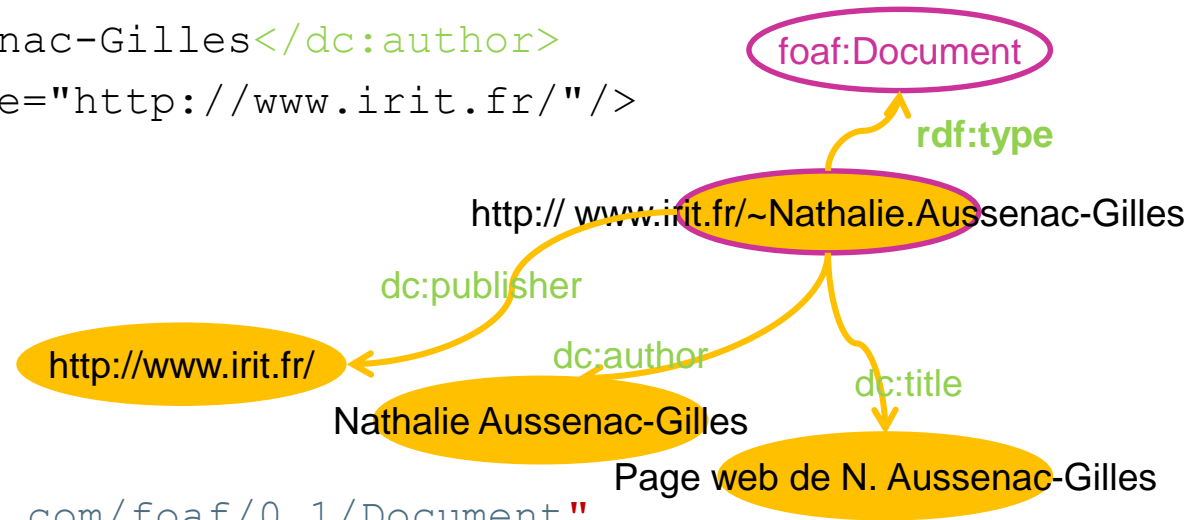 nac-Gilles</dc:author>
foaf:Document
e="http://www.irit.fr/"/>
rdf:type
http:// www.irit.fr/~Nathalie.Aussenac-Gilles
dc:publisher
http://www.irit.fr/
dc:author
dc:title
Nathalie Aussenac-Gilles
Page web de N. Aussenac-Gilles
com/foaf/0.1/Document"